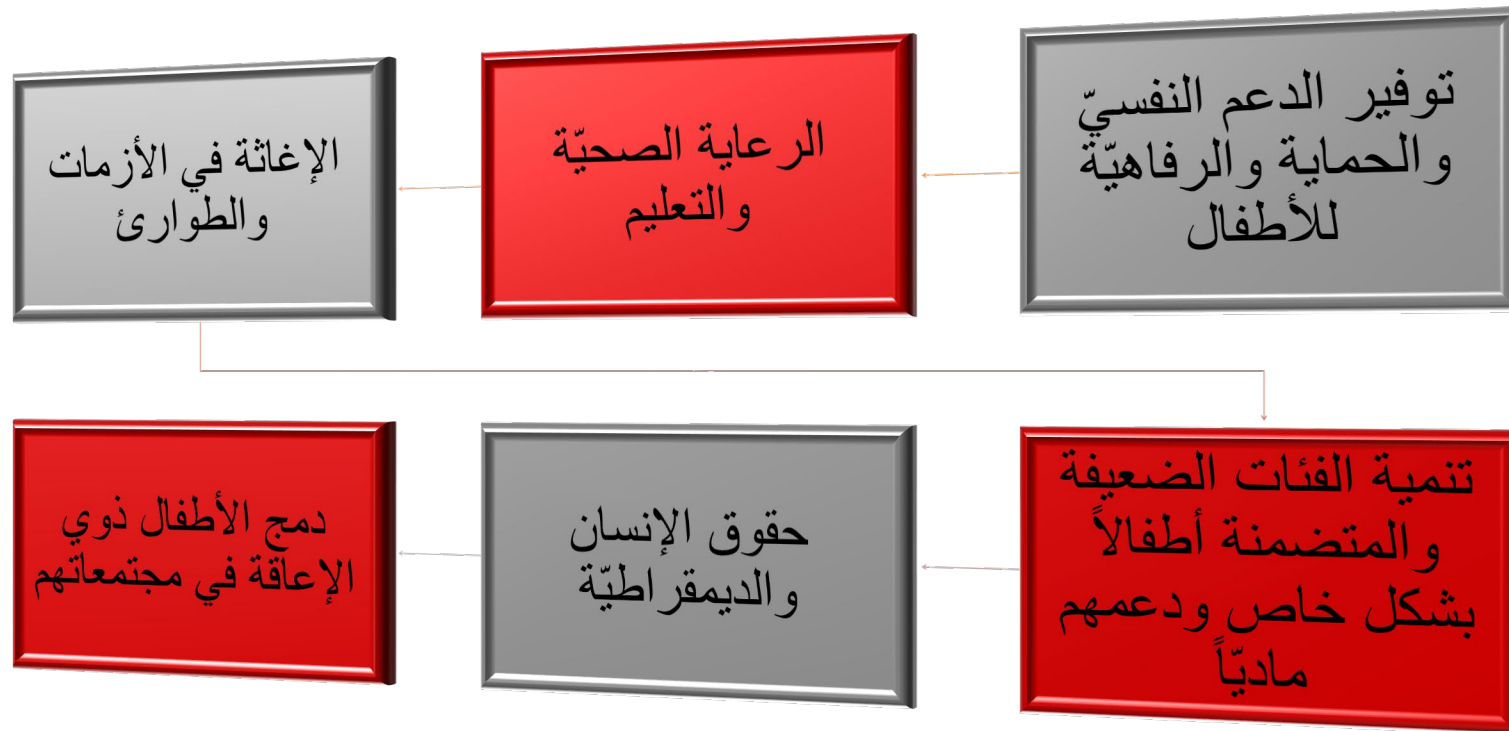 توفير الدعم النفسيّ
والحماية والرفاهيّة
للأطفال
الرعاية الصحيّة
والتعليم
الإغاثة في الأزمات
والطوارئ
تنمية الفئات الضعيفة
والمتضمنة أطفالاً
بشكل خاص ودعمهم
ماديّاً
حقوق الإنسان
والديمقراطيّة
دمج الأطفال ذوي
الإعاقة في مجتمعاتهم